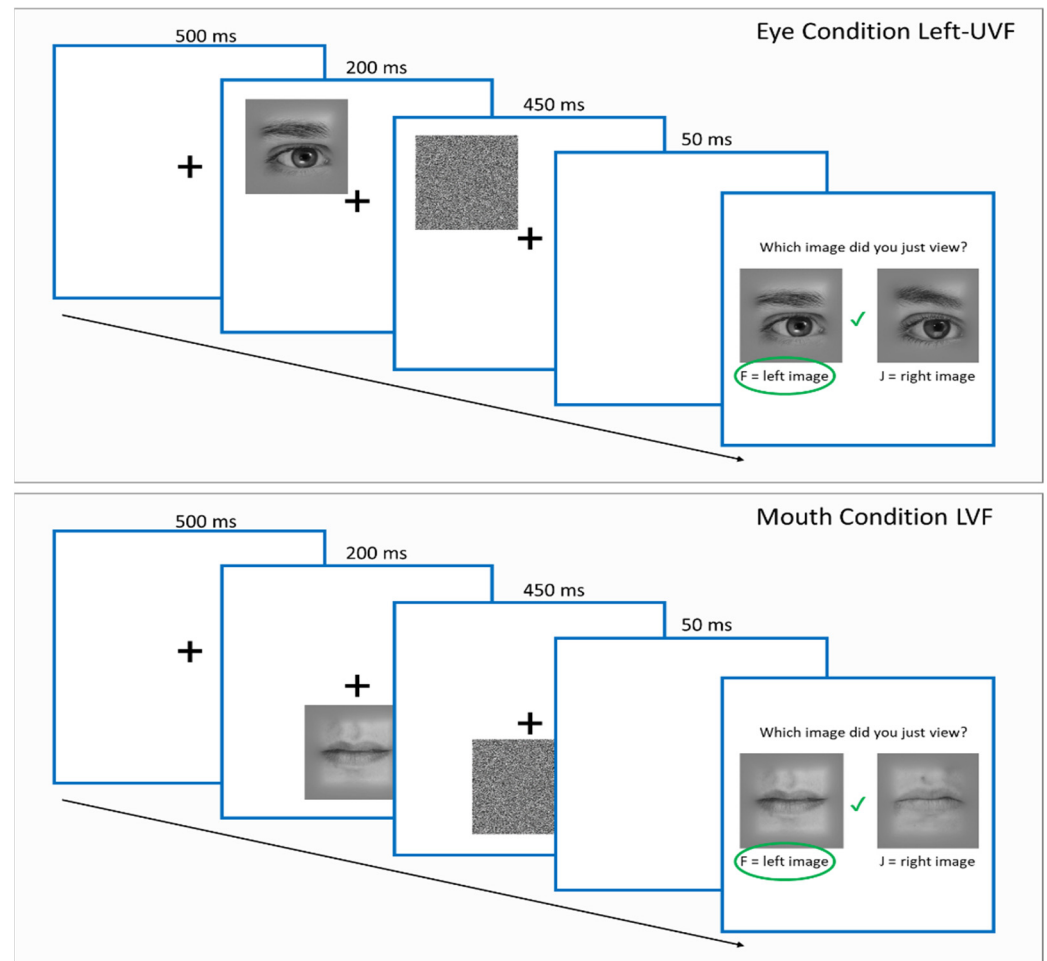 Eye Condition Left-UVF
500 ms
200 ms
450 ms
50 ms
Which image did you just view?
F = left image
J = right image
Mouth Condition LVF
500 ms
200 ms
450 ms
50 ms
Which image did you just view?
F = left image
J = right image